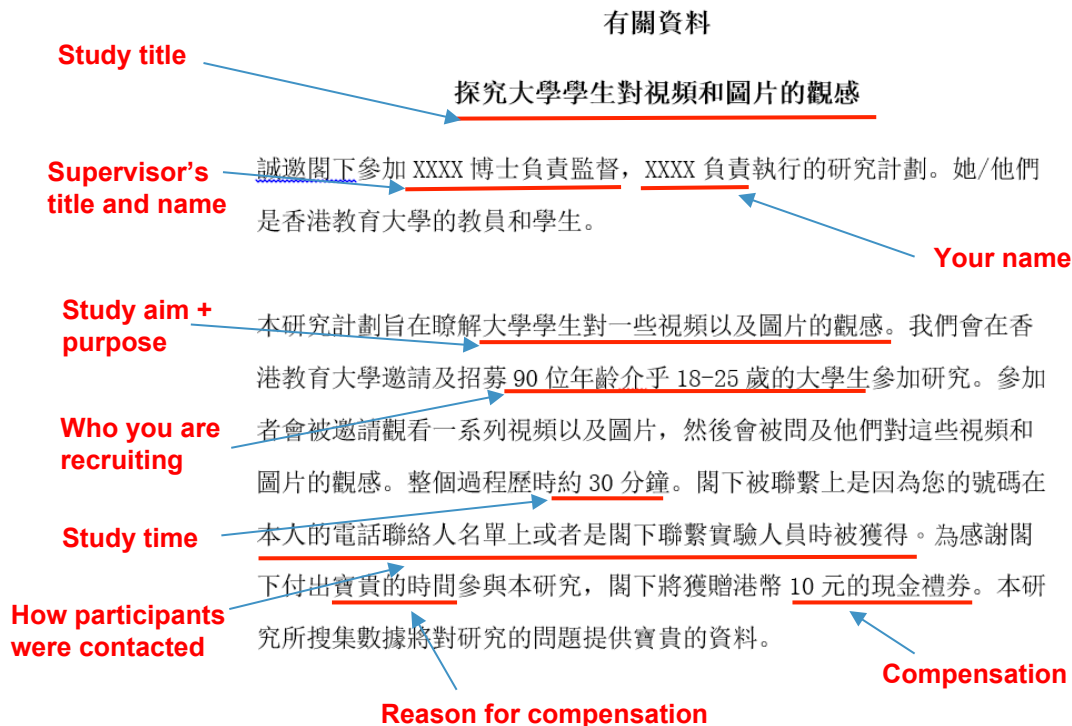 有關資料
Study title
探究大學學生對視頻和圖片的觀感
Supervisor's
title and name
誠邀閣下參加 XXXX 博士負責監督，XXXX 負責執行的研究計劃。她/他們
是香港教育大學的教員和學生。
Your name
Study aim +
purpose
本研究計劃旨在瞭解大學學生對一些視頻以及圖片的觀感。我們會在香
港教育大學邀請及招募 90 位年齡介乎 18-25 歲的大學生參加研究。參加
Who you are
recruiting
者會被邀請觀看一系列視頻以及圖片，然後會被問及他們對這些視頻和
圖片的觀感。整個過程歷時約 30 分鐘。閣下被聯繫上是因為您的號碼在
Study time
本人的電話聯絡人名單上或者是閣下聯繫實驗人員時被獲得。為感謝閣
下付出寶貴的時間參與本研究，閣下將獲贈港幣 10 元的現金禮券。本研
How participants
were contacted
究所搜集數據將對研究的問題提供寶貴的資料。
Compensation
Reason for compensation